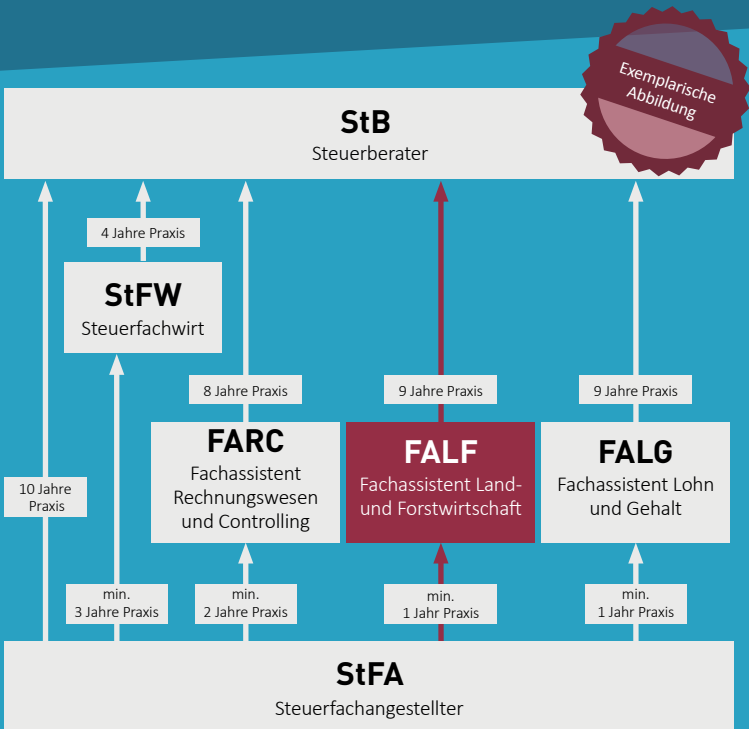 Exemplarische
Abbildung
StB
Steuerberater
4 Jahre Praxis
StFW
Steuerfachwirt
8 Jahre Praxis
9 Jahre Praxis
9 Jahre Praxis
FARC
Fachassistent
Rechnungswesen
und Controlling
FALF
Fachassistent Land-
und Forstwirtschaft
FALG
Fachassistent Lohn
und Gehalt
10 Jahre
Praxis
min.
3 Jahre Praxis
min.
2 Jahre Praxis
min.
1 Jahr Praxis
min.
1 Jahr Praxis
StFA
Steuerfachangestellter